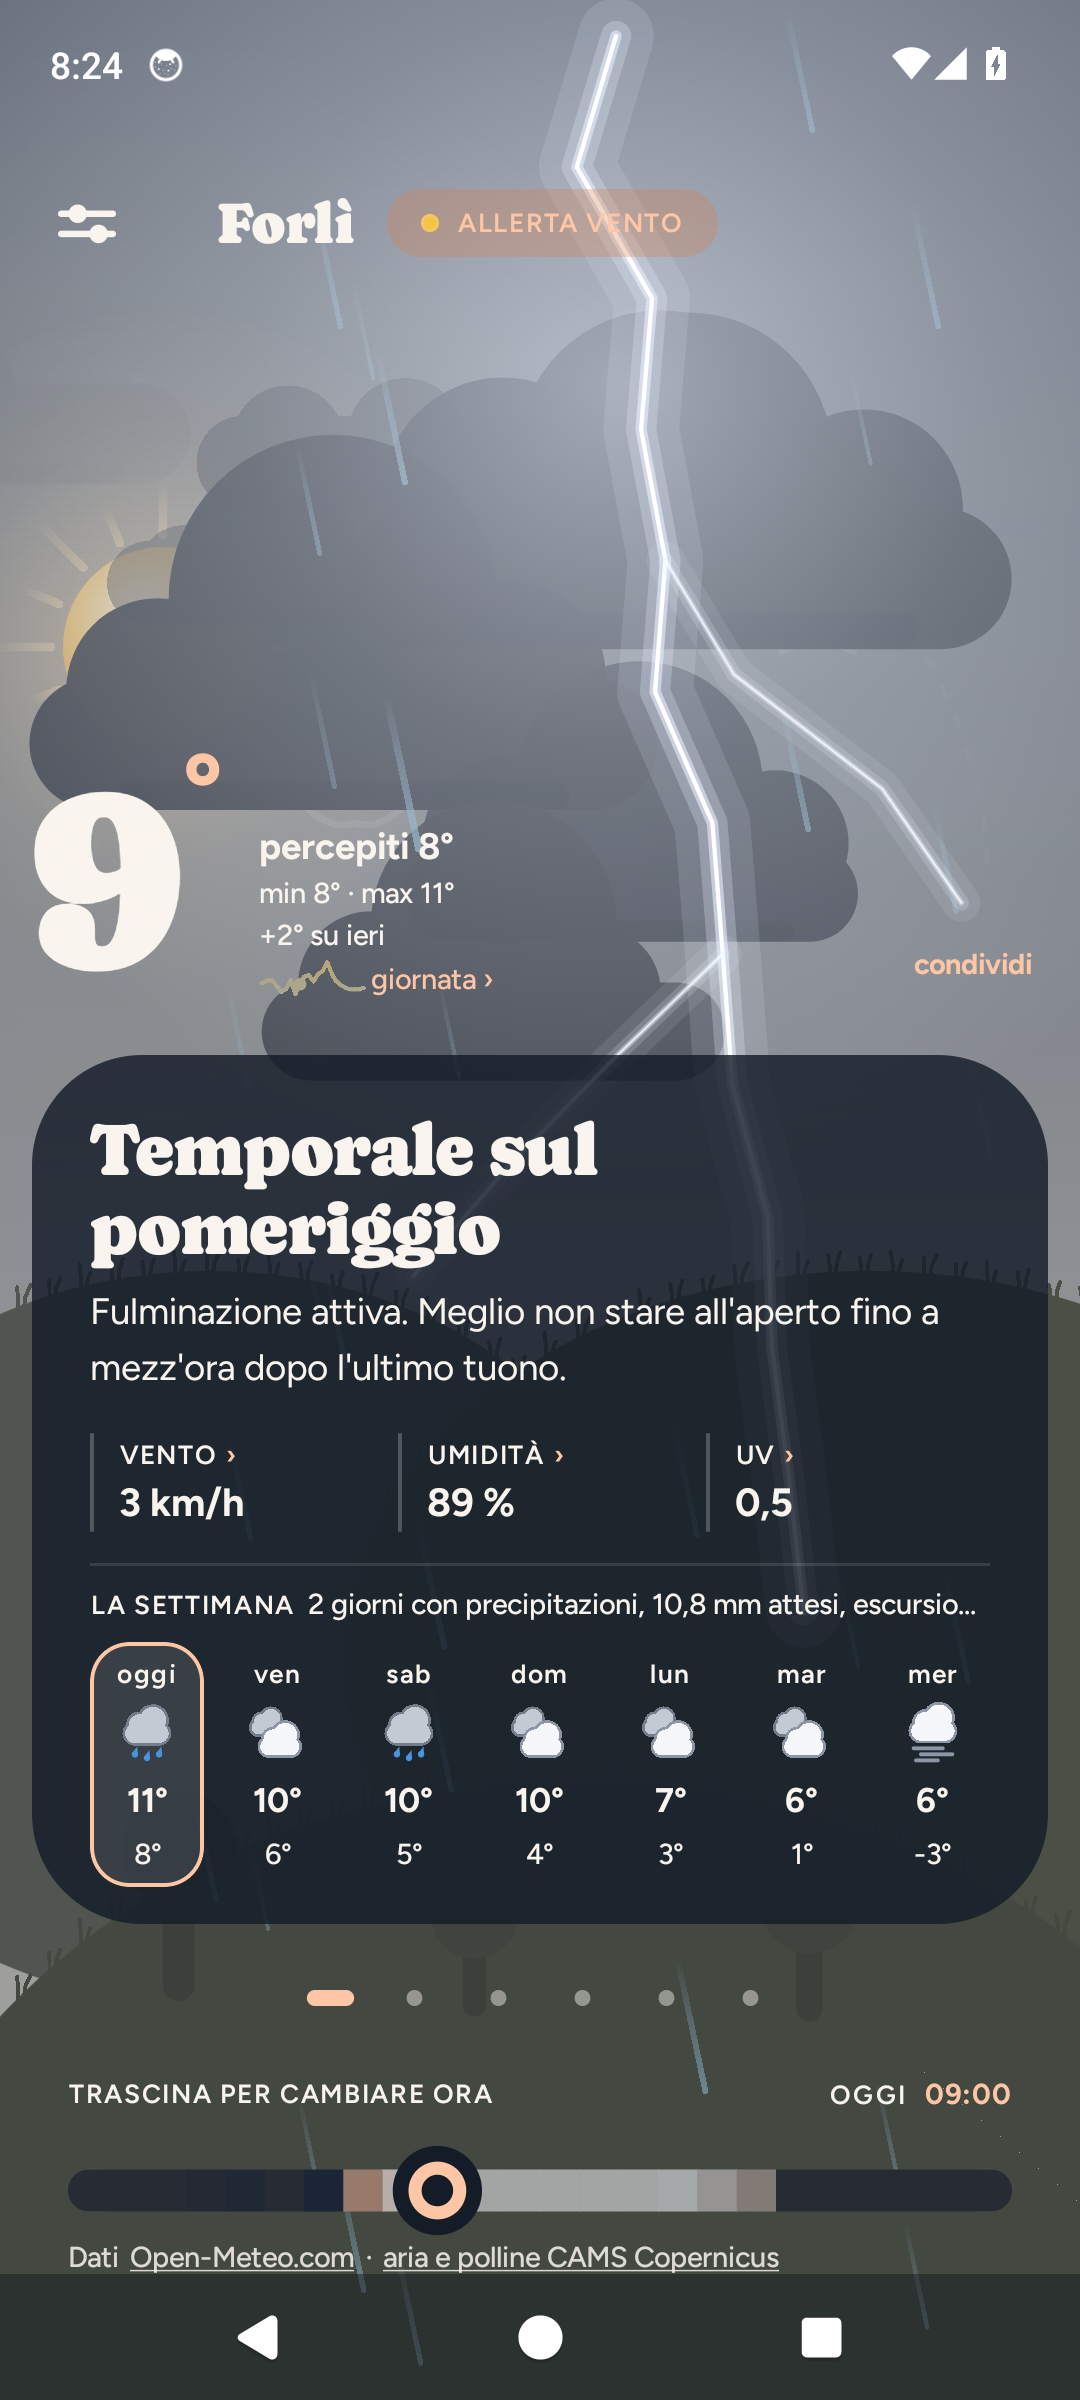 8:24
Forlì
ALLERTA VENTO
9
percepiti 8°
min 8° · max 11°
+2° su ieri
giornata ›
condividi
Temporale sul
pomeriggio
Fulminazione attiva. Meglio non stare all'aperto fino a
mezz'ora dopo l'ultimo tuono.
VENTO › UMIDITÀ › UV ›
3 km/h 89 % 0,5
LA SETTIMANA 2 giorni con precipitazioni, 10,8 mm attesi, escursio...
oggi ven sab dom lun mar mer
11° 10° 10° 10° 7° 6° 6°
8° 6° 5° 4° 3° 1° -3°
TRASCINA PER CAMBIARE ORA OGGI 09:00
Dati Open-Meteo.com · aria e polline CAMS Copernicus